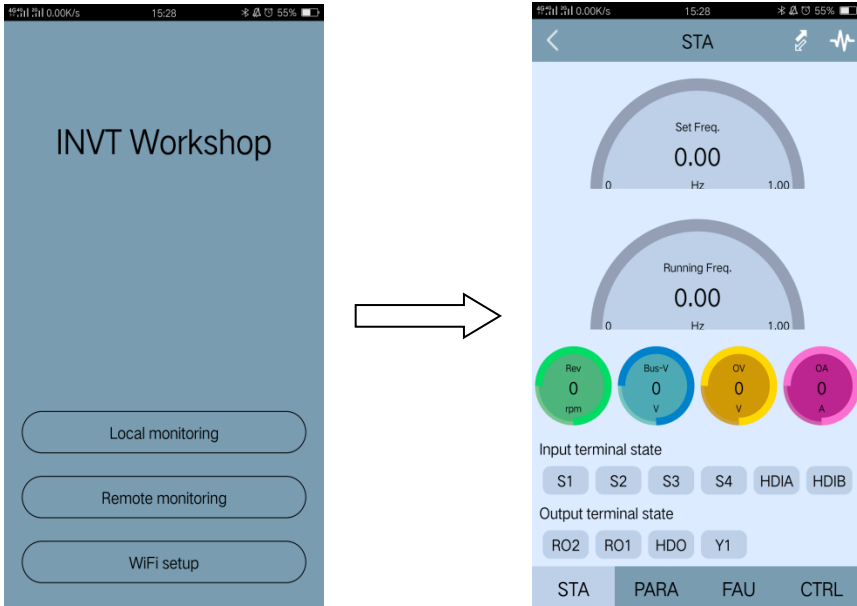 0.00K/s 15:28 55%
INVT Workshop
Local monitoring
Remote monitoring
WiFi setup
0.00K/s 15:28 55%
STA
Set Freq.
0.00
0 Hz 1.00
Running Freq.
0.00
0 Hz 1.00
Rev Bus-V OV OA
0 0 0 0
rpm V V A
Input terminal state
S1 S2 S3 S4 HDIA HDIB
Output terminal state
RO2 RO1 HDO Y1
STA PARA FAU CTRL